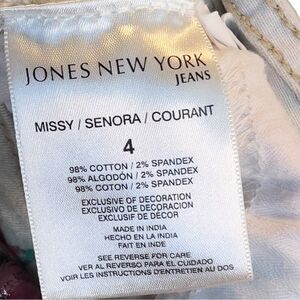 JONES NEW YORK
JEANS
MISSY / SENORA / COURANT
4
98% COTTON / 2% SPANDEX
98% ALGODÓN / 2% SPANDEX
98% COTON / 2% SPANDEX
EXCLUSIVE OF DECORATION
EXCLUSIVO DE DECORACION
EXCLUSIF DE DÉCOR
MADE IN INDIA
HECHO EN LA INDIA
FAIT EN INDE
SEE REVERSE FOR CARE
VER AL REVERSO PARA EL CUIDADO
VOIR LES INSTRUCTIONS D'ENTRETIEN AU DOS